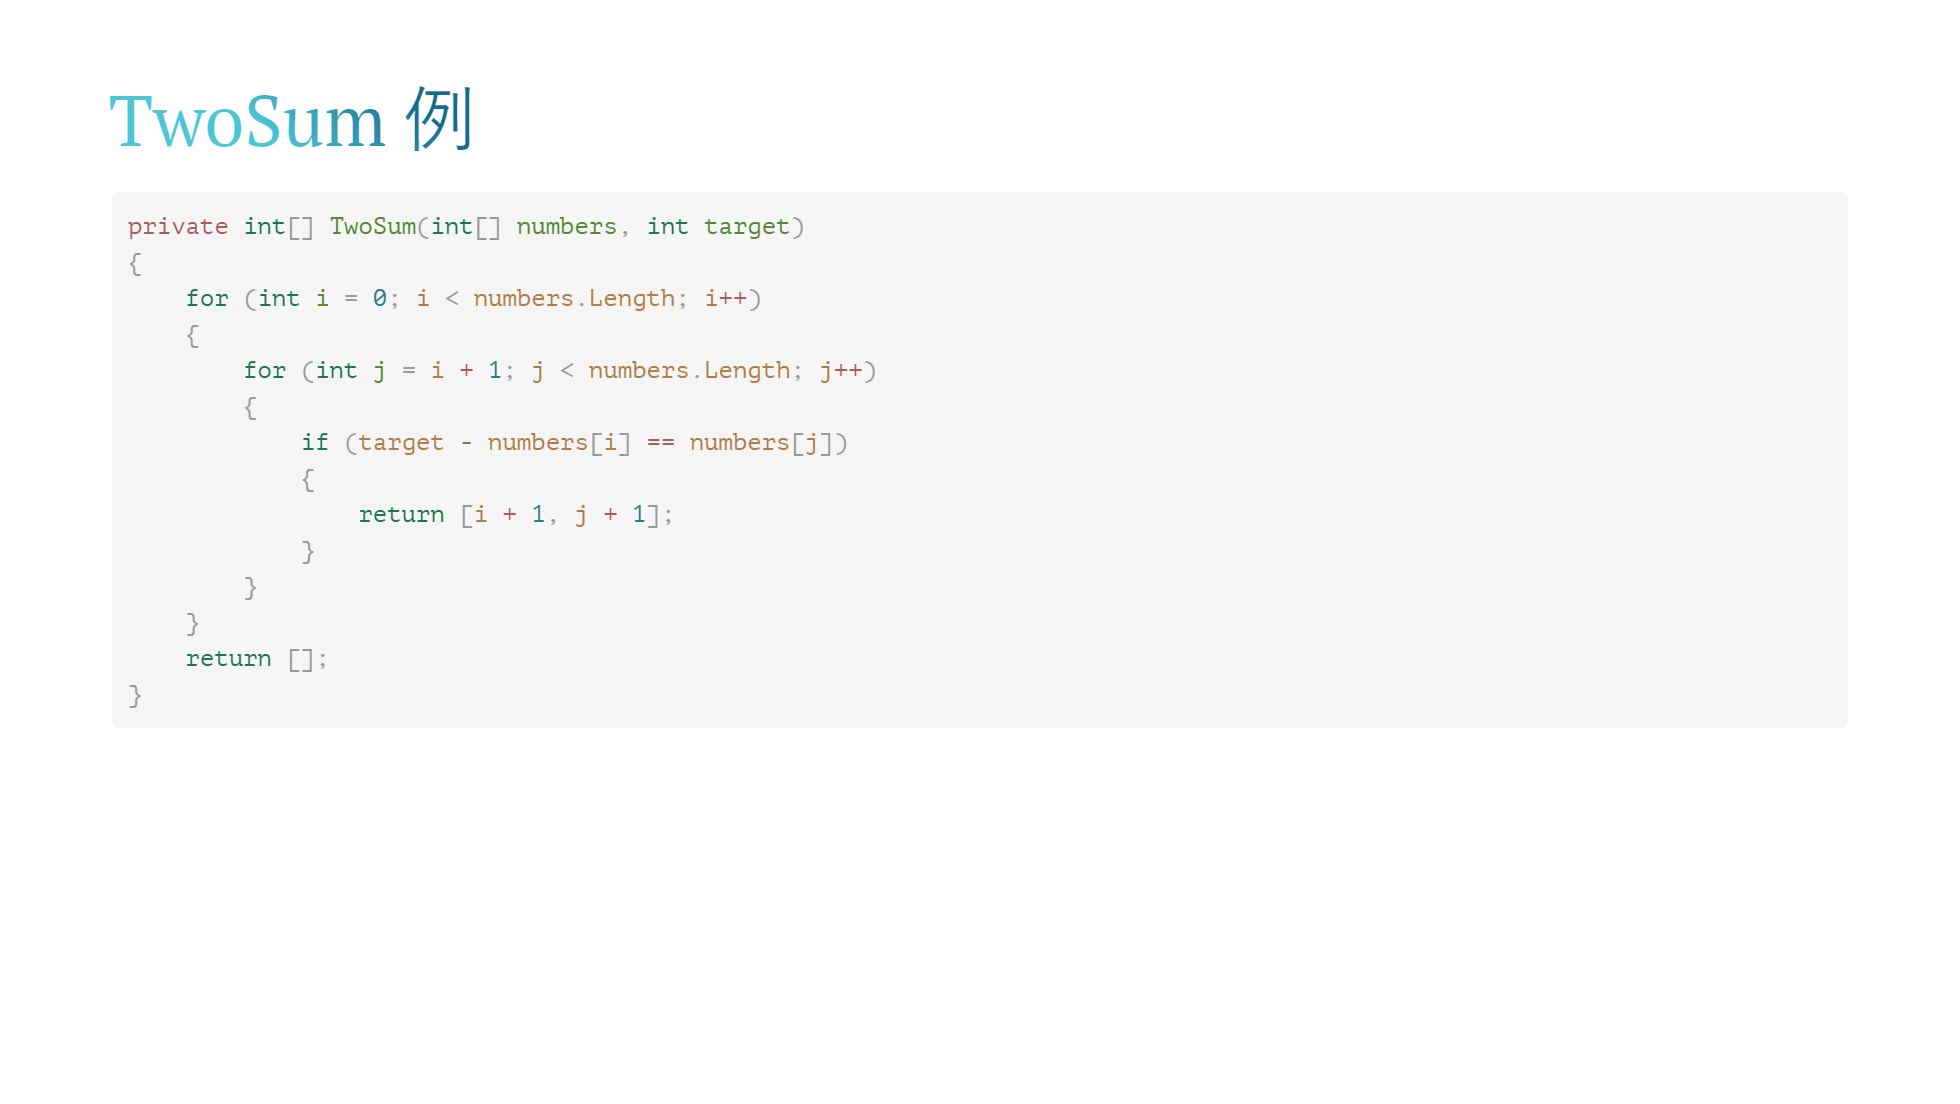 TwoSum 例
private int[] TwoSum(int[] numbers, int target)
{
    for (int i = 0; i < numbers.Length; i++)
    {
        for (int j = i + 1; j < numbers.Length; j++)
        {
            if (target - numbers[i] == numbers[j])
            {
                return [i + 1, j + 1];
            }
        }
    }
    return [];
}